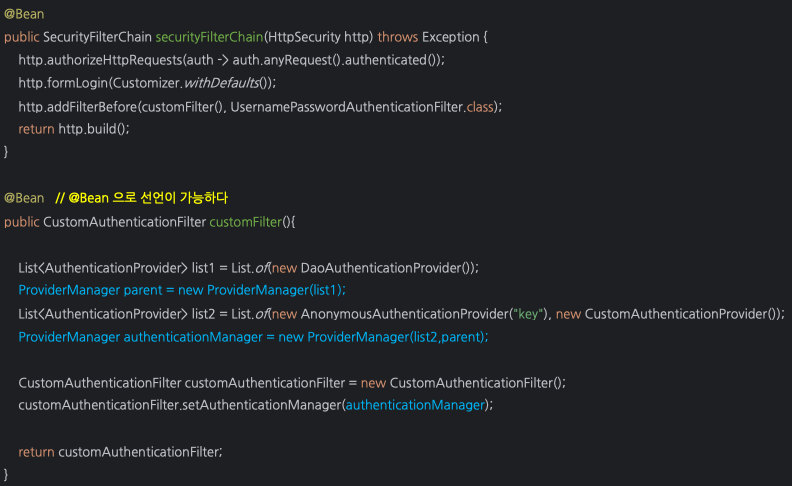 @Bean
public SecurityFilterChain securityFilterChain(HttpSecurity http) throws Exception {
http.authorizeHttpRequests(auth -> auth.anyRequest().authenticated());
http.formLogin(Customizer.withDefaults());
http.addFilterBefore(customFilter(), UsernamePasswordAuthenticationFilter.class);
return http.build();
}
@Bean // @Bean 으로 선언이 가능하다
public CustomAuthenticationFilter customFilter(){
List<AuthenticationProvider> list1 = List.of(new DaoAuthenticationProvider());
ProviderManager parent = new ProviderManager(list1);
List<AuthenticationProvider> list2 = List.of(new AnonymousAuthenticationProvider("key"), new CustomAuthenticationProvider());
ProviderManager authenticationManager = new ProviderManager(list2,parent);
CustomAuthenticationFilter customAuthenticationFilter = new CustomAuthenticationFilter();
customAuthenticationFilter.setAuthenticationManager(authenticationManager);
return customAuthenticationFilter;
}